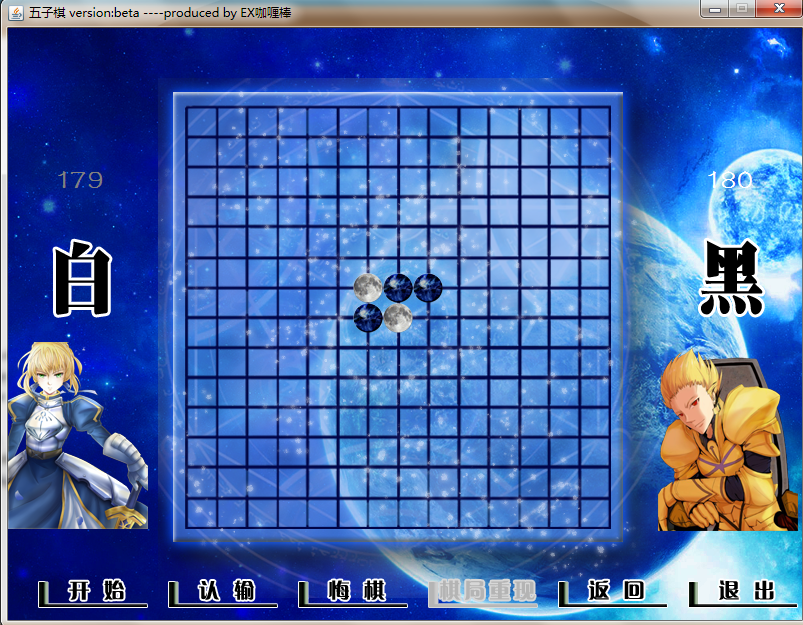 五子棋 version:beta ----produced by EX咖喱棒
179
180
白
黑
开始 认输 悔棋 棋局重现 返回 退出